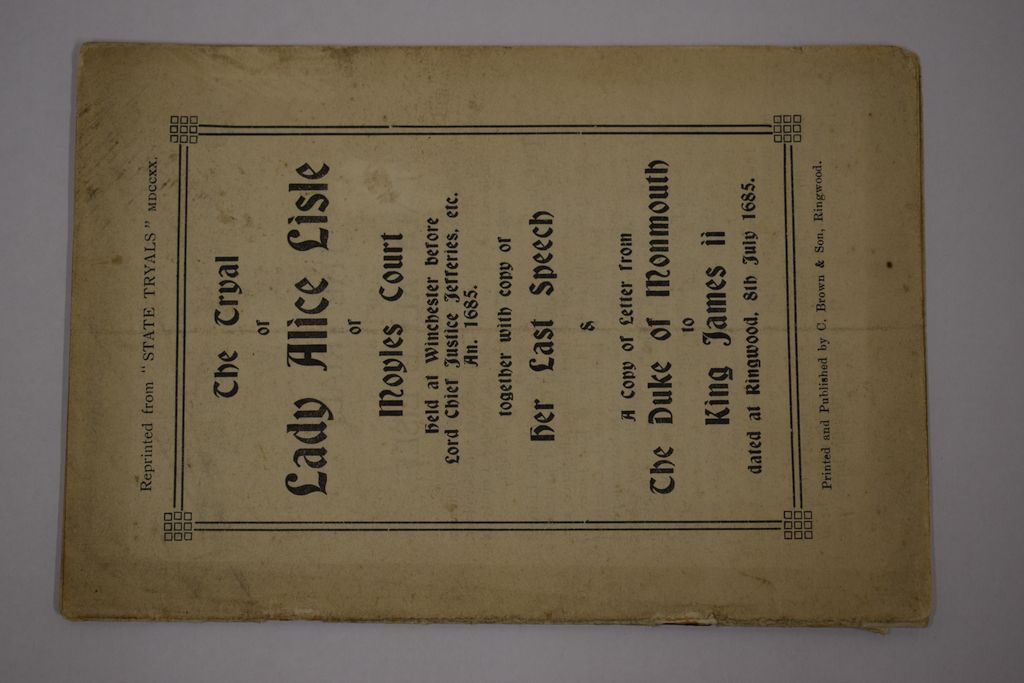 Reprinted from "STATE TRYALS" MDCCXX.
The Tryal
of
Lady Alice Lisle
of
Moyles Court
held at Winchester before
Lord Chief Justice Jefferies, etc.
An. 1685.
together with copy of
her Last Speech
&
A Copy of Letter from
The Duke of Monmouth
to
King James ii
dated at Ringwood, 8th July 1685.
Printed and Published by C. Brown & Son, Ringwood.